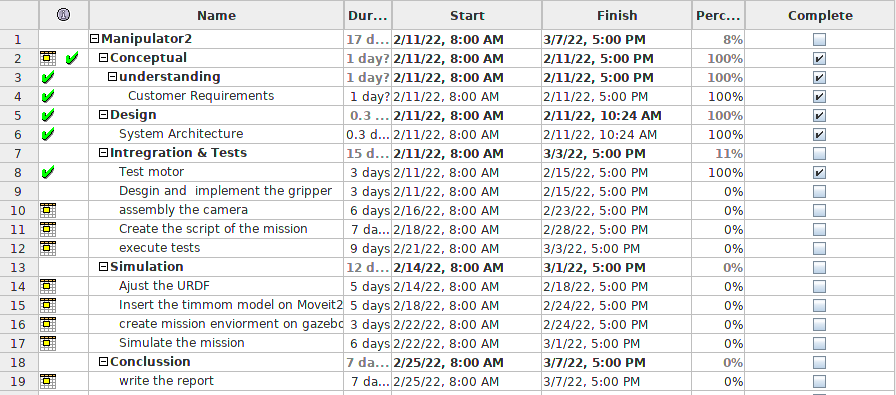 Name Dur... Start Finish Perc... Complete
1 Manipulator2 17 d... 2/11/22, 8:00 AM 3/7/22, 5:00 PM 8%
2 Conceptual 1 day? 2/11/22, 8:00 AM 2/11/22, 5:00 PM 100%
3 understanding 1 day? 2/11/22, 8:00 AM 2/11/22, 5:00 PM 100%
4 Customer Requirements 1 day? 2/11/22, 8:00 AM 2/11/22, 5:00 PM 100%
5 Design 0.3 ... 2/11/22, 8:00 AM 2/11/22, 10:24 AM 100%
6 System Architecture 0.3 d... 2/11/22, 8:00 AM 2/11/22, 10:24 AM 100%
7 Intregration & Tests 15 d... 2/11/22, 8:00 AM 3/3/22, 5:00 PM 11%
8 Test motor 3 days 2/11/22, 8:00 AM 2/15/22, 5:00 PM 100%
9 Desgin and implement the gripper 3 days 2/11/22, 8:00 AM 2/15/22, 5:00 PM 0%
10 assembly the camera 6 days 2/16/22, 8:00 AM 2/23/22, 5:00 PM 0%
11 Create the script of the mission 7 da... 2/18/22, 8:00 AM 2/28/22, 5:00 PM 0%
12 execute tests 9 days 2/21/22, 8:00 AM 3/3/22, 5:00 PM 0%
13 Simulation 12 d... 2/14/22, 8:00 AM 3/1/22, 5:00 PM 0%
14 Ajust the URDF 5 days 2/14/22, 8:00 AM 2/18/22, 5:00 PM 0%
15 Insert the timmom model on Moveit2 5 days 2/18/22, 8:00 AM 2/24/22, 5:00 PM 0%
16 create mission enviorment on gazebo 3 days 2/22/22, 8:00 AM 2/24/22, 5:00 PM 0%
17 Simulate the mission 6 days 2/22/22, 8:00 AM 3/1/22, 5:00 PM 0%
18 Conclussion 7 da... 2/25/22, 8:00 AM 3/7/22, 5:00 PM 0%
19 write the report 7 da... 2/25/22, 8:00 AM 3/7/22, 5:00 PM 0%